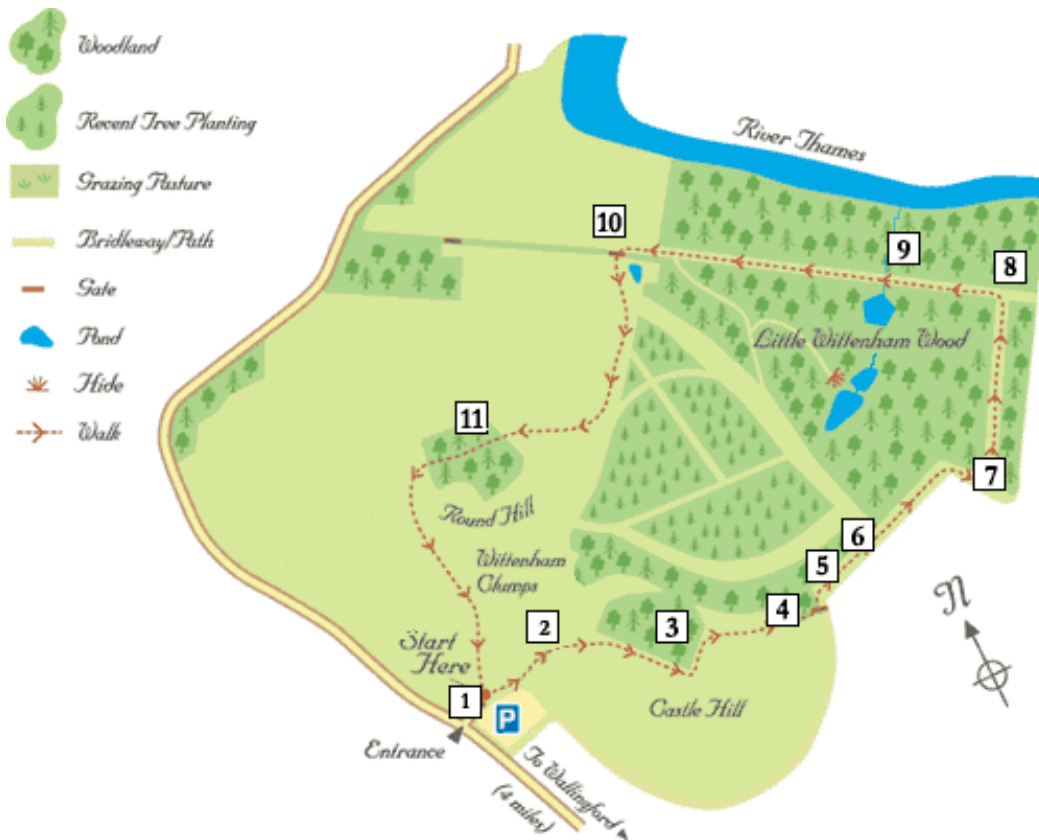 Woodland
Recent Tree Planting
Grazing Pasture
Bridleway/Path
Gate
Pond
Hide
Walk
River Thames
10
9
8
Little Wittenham Wood
11
7
Round Hill
6
Wittenham
Clumps
5
4
N
2
3
Start
Here
1
P
Castle Hill
Entrance
To Wallingford
(4 miles)